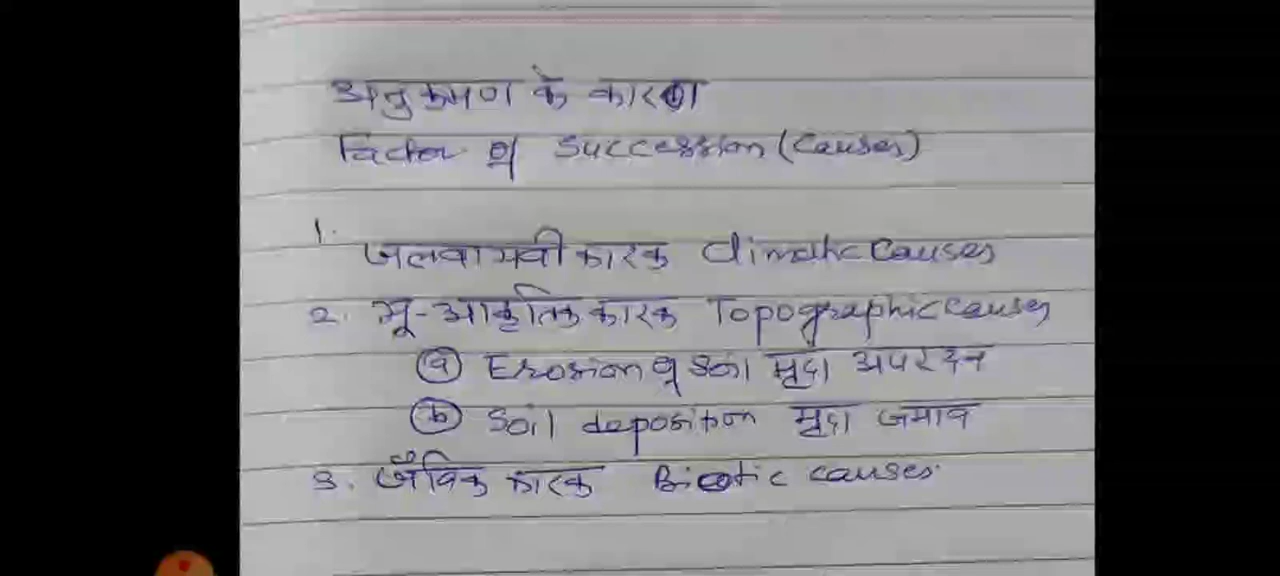 अनुक्रमण के कारण
Factor of Succession (Causes)
1.
जलवायवी कारक Climatic Causes
2. भू-आकृतिक कारक Topographic causes
(a) Erosion of soil मृदा अपरदन
(b) Soil deposition मृदा जमाव
3. जैविक कारक Biotic causes